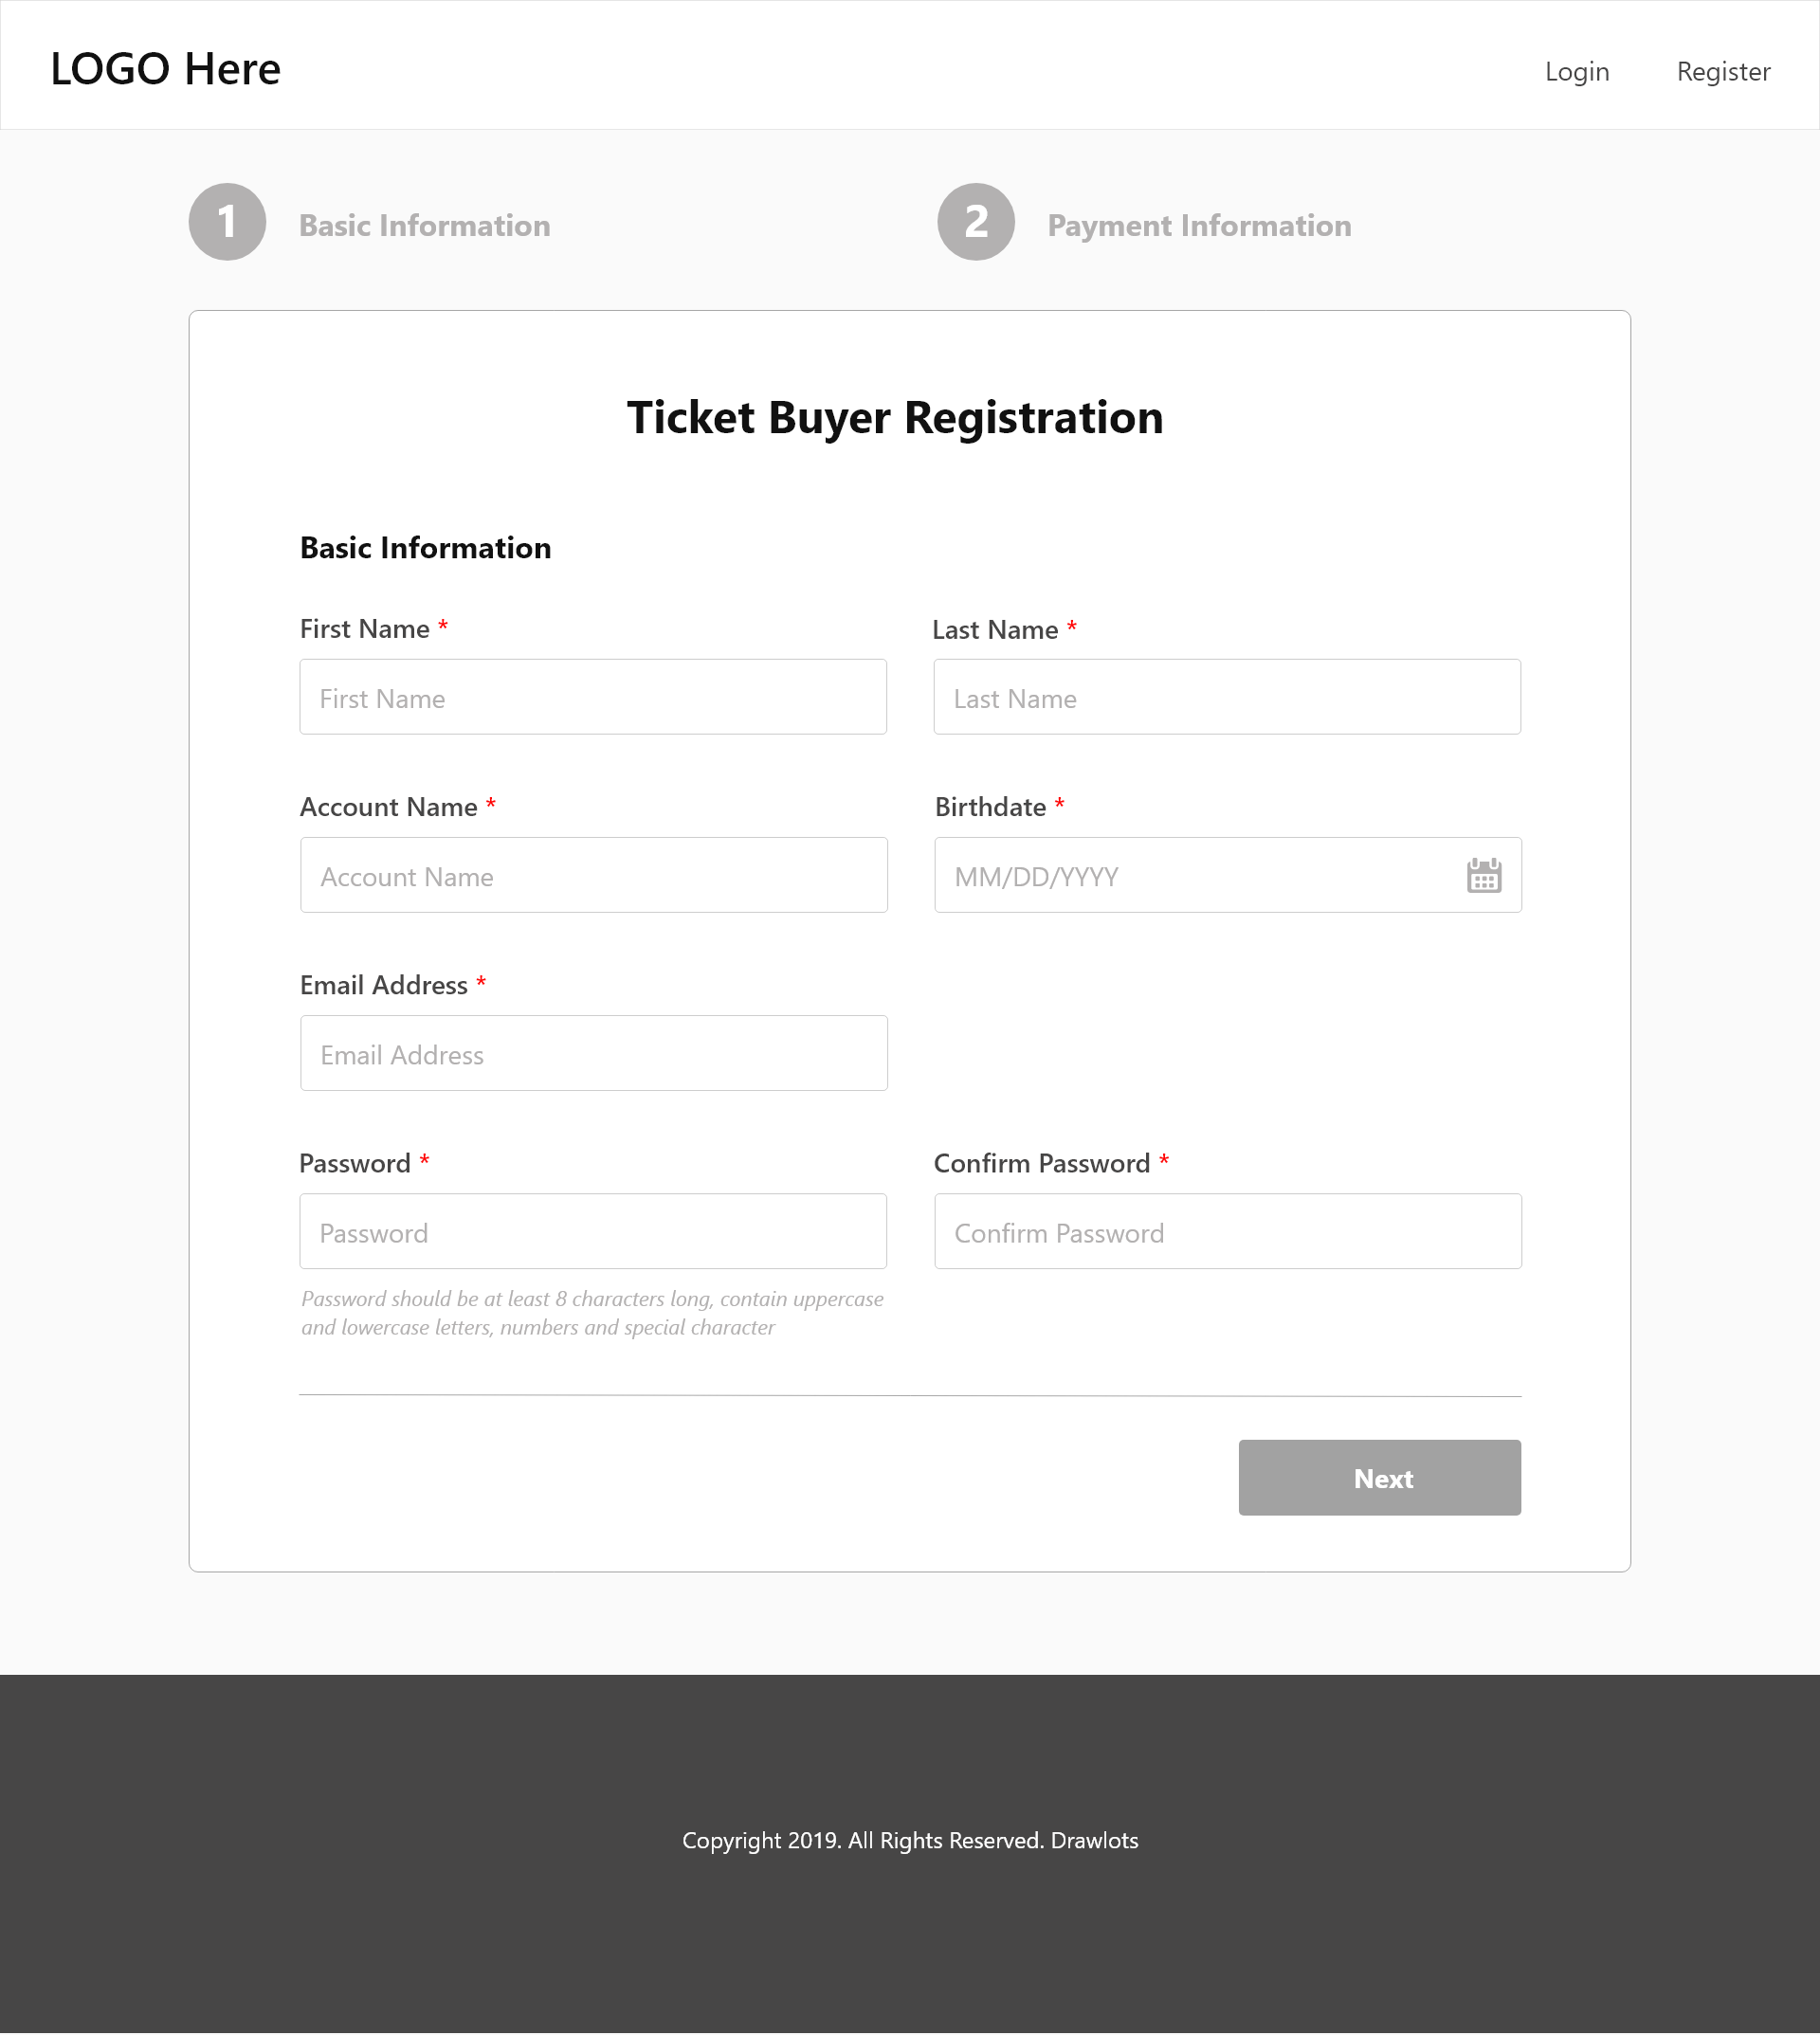 LOGO Here
Login
Register
1
Basic Information
2
Payment Information
Ticket Buyer Registration
Basic Information
First Name *
Last Name *
First Name
Last Name
Account Name *
Birthdate *
Account Name
MM/DD/YYYY
Email Address *
Email Address
Password *
Confirm Password *
Password
Confirm Password
Password should be at least 8 characters long, contain uppercase
and lowercase letters, numbers and special character
Next
Copyright 2019. All Rights Reserved. Drawlots